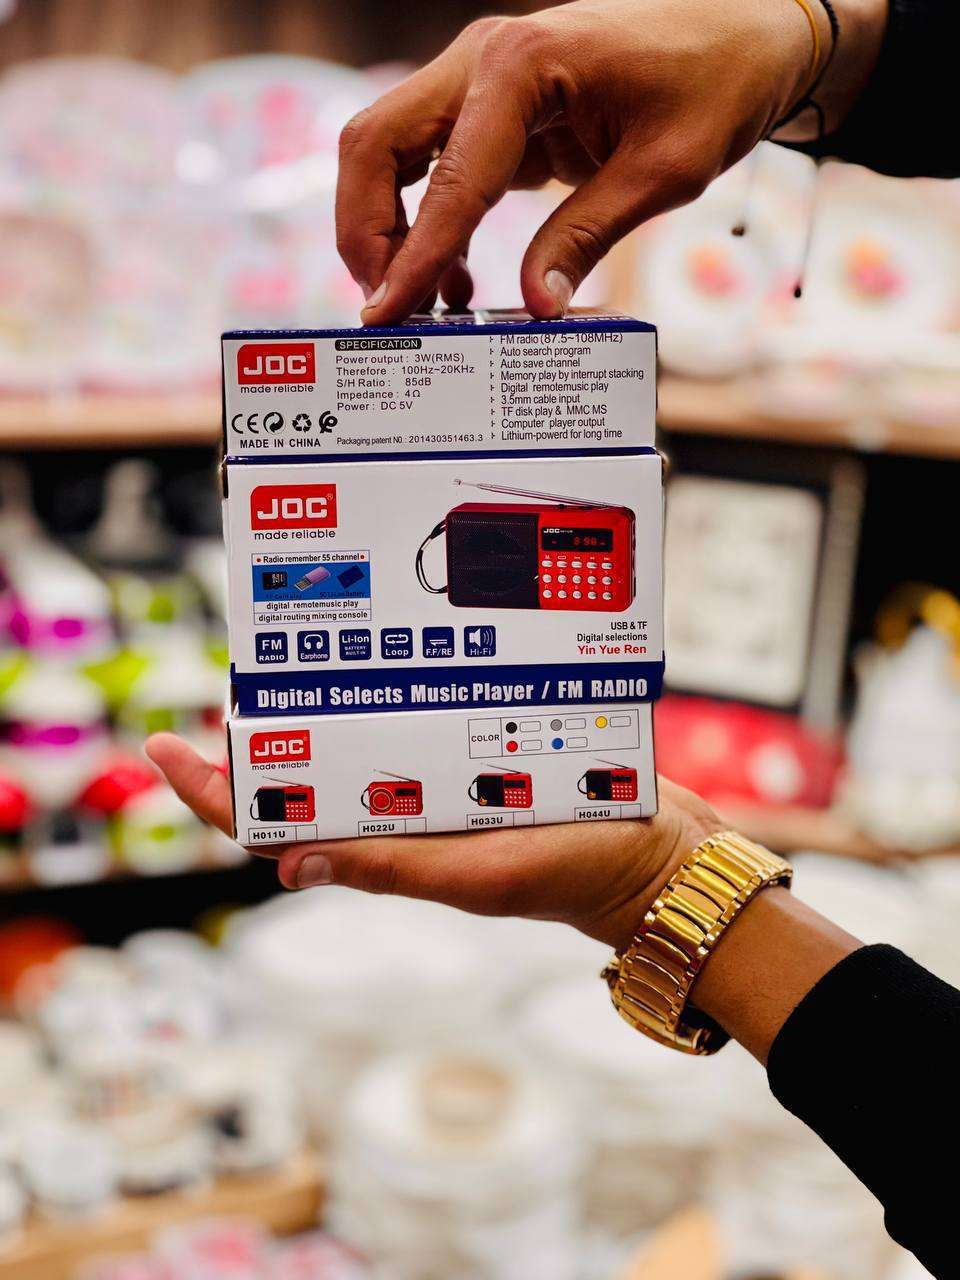 JOC®
made reliable
MADE IN CHINA
SPECIFICATION
Power output : 3W(RMS)
Therefore : 100Hz~20KHz
S/H Ratio : 85dB
Impedance : 4Ω
Power : DC 5V
Packaging patent N0.: 201430351463.3
FM radio (87.5~108MHz)
Auto search program
Auto save channel
Memory play by interrupt stacking
Digital remotemusic play
3.5mm cable input
TF disk play & MMC MS
Computer player output
Lithium-powerd for long time
JOC®
made reliable
• Radio remember 55 channel •
digital remotemusic play
digital routing mixing console
JOC
FM RADIO
Earphone
Li-Ion BATTERY BUILT IN
Loop
F.F/RE
Hi-Fi
USB & TF
Digital selections
Yin Yue Ren
Digital Selects Music Player / FM RADIO
JOC®
made reliable
COLOR
H011U
H022U
H033U
H044U